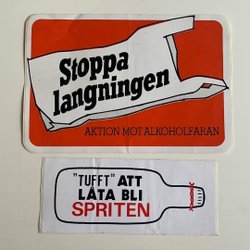 Stoppa
langningen
AKTION MOT ALKOHOLFARAN
"TUFFT" ATT
LÅTA BLI
SPRITEN